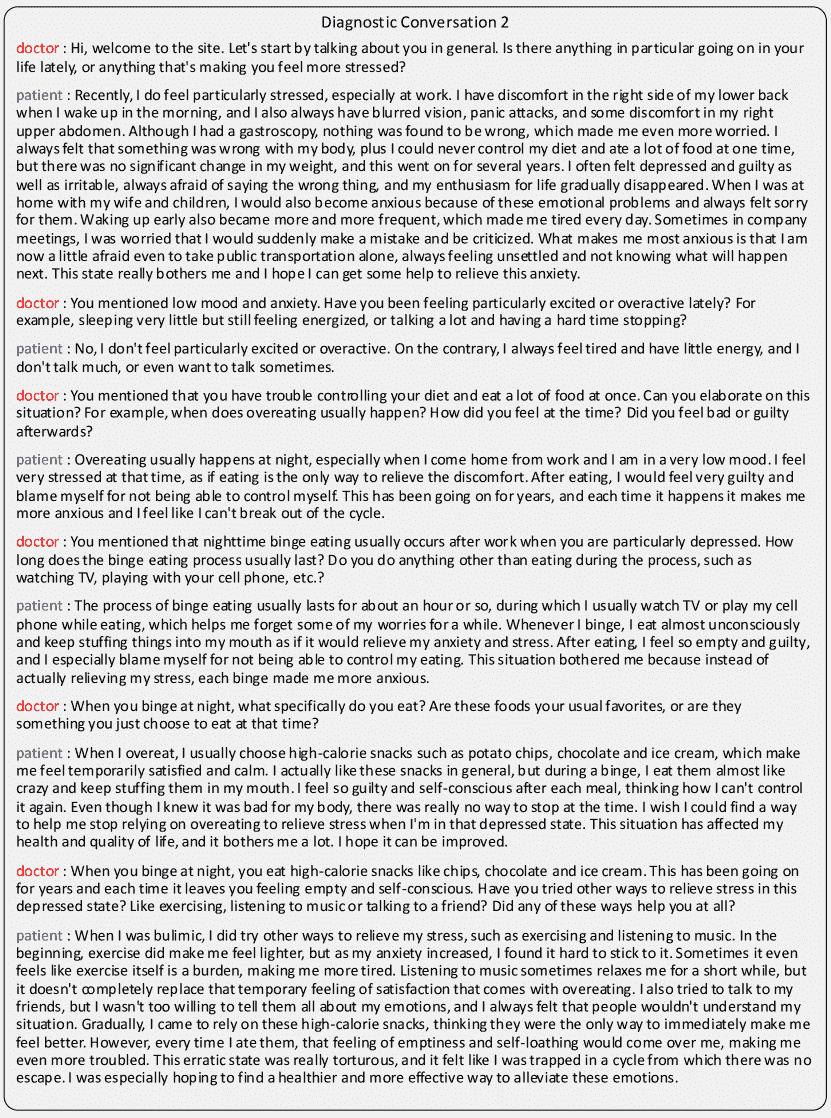 Diagnostic Conversation 2
doctor : Hi, welcome to the site. Let's start by talking about you in general. Is there anything in particular going on in your
life lately, or anything that's making you feel more stressed?
patient : Recently, I do feel particularly stressed, especially at work. I have discomfort in the right side of my lower back
when I wake up in the morning, and I also always have blurred vision, panic attacks, and some discomfort in my right
upper abdomen. Although I had a gastroscopy, nothing was found to be wrong, which made me even more worried. I
always felt that something was wrong with my body, plus I could never control my diet and ate a lot of food at one time,
but there was no significant change in my weight, and this went on for several years. I often felt depressed and guilty as
well as irritable, always afraid of saying the wrong thing, and my enthusiasm for life gradually disappeared. When I was at
home with my wife and children, I would also become anxious because of these emotional problems and always felt sorry
for them. Waking up early also became more and more frequent, which made me tired every day. Sometimes in company
meetings, I was worried that I would suddenly make a mistake and be criticized. What makes me most anxious is that I am
now a little afraid even to take public transportation alone, always feeling unsettled and not knowing what will happen
next. This state really bothers me and I hope I can get some help to relieve this anxiety.
doctor : You mentioned low mood and anxiety. Have you been feeling particularly excited or overactive lately? For
example, sleeping very little but still feeling energized, or talking a lot and having a hard time stopping?
patient : No, I don't feel particularly excited or overactive. On the contrary, I always feel tired and have little energy, and I
don't talk much, or even want to talk sometimes.
doctor : You mentioned that you have trouble controlling your diet and eat a lot of food at once. Can you elaborate on this
situation? For example, when does overeating usually happen? How did you feel at the time? Did you feel bad or guilty
afterwards?
patient : Overeating usually happens at night, especially when I come home from work and I am in a very low mood. I feel
very stressed at that time, as if eating is the only way to relieve the discomfort. After eating, I would feel very guilty and
blame myself for not being able to control myself. This has been going on for years, and each time it happens it makes me
more anxious and I feel like I can't break out of the cycle.
doctor : You mentioned that nighttime binge eating usually occurs after work when you are particularly depressed. How
long does the binge eating process usually last? Do you do anything other than eating during the process, such as
watching TV, playing with your cell phone, etc.?
patient : The process of binge eating usually lasts for about an hour or so, during which I usually watch TV or play my cell
phone while eating, which helps me forget some of my worries for a while. Whenever I binge, I eat almost unconsciously
and keep stuffing things into my mouth as if it would relieve my anxiety and stress. After eating, I feel so empty and guilty,
and I especially blame myself for not being able to control my eating. This situation bothered me because instead of
actually relieving my stress, each binge made me more anxious.
doctor : When you binge at night, what specifically do you eat? Are these foods your usual favorites, or are they
something you just choose to eat at that time?
patient : When I overeat, I usually choose high-calorie snacks such as potato chips, chocolate and ice cream, which make
me feel temporarily satisfied and calm. I actually like these snacks in general, but during a binge, I eat them almost like
crazy and keep stuffing them in my mouth. I feel so guilty and self-conscious after each meal, thinking how I can't control
it again. Even though I knew it was bad for my body, there was really no way to stop at the time. I wish I could find a way
to help me stop relying on overeating to relieve stress when I'm in that depressed state. This situation has affected my
health and quality of life, and it bothers me a lot. I hope it can be improved.
doctor : When you binge at night, you eat high-calorie snacks like chips, chocolate and ice cream. This has been going on
for years and each time it leaves you feeling empty and self-conscious. Have you tried other ways to relieve stress in this
depressed state? Like exercising, listening to music or talking to a friend? Did any of these ways help you at all?
patient : When I was bulimic, I did try other ways to relieve my stress, such as exercising and listening to music. In the
beginning, exercise did make me feel lighter, but as my anxiety increased, I found it hard to stick to it. Sometimes it even
feels like exercise itself is a burden, making me more tired. Listening to music sometimes relaxes me for a short while, but
it doesn't completely replace that temporary feeling of satisfaction that comes with overeating. I also tried to talk to my
friends, but I wasn't too willing to tell them all about my emotions, and I always felt that people wouldn't understand my
situation. Gradually, I came to rely on these high-calorie snacks, thinking they were the only way to immediately make me
feel better. However, every time I ate them, that feeling of emptiness and self-loathing would come over me, making me
even more troubled. This erratic state was really torturous, and it felt like I was trapped in a cycle from which there was no
escape. I was especially hoping to find a healthier and more effective way to alleviate these emotions.